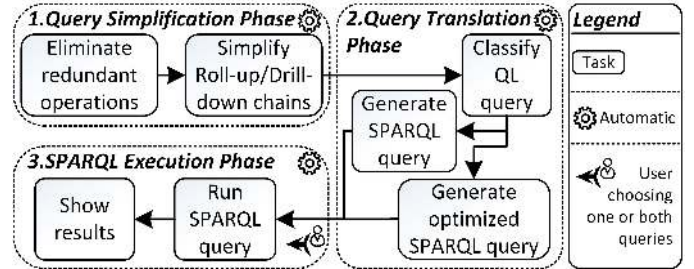 1.Query Simplification Phase
Eliminate
redundant
operations
Simplify
Roll-up/Drill-
down chains
2.Query Translation
Phase
Classify
QL
query
Generate
SPARQL
query
Generate
optimized
SPARQL query
3.SPARQL Execution Phase
Run
SPARQL
query
Show
results
Legend
Task
Automatic
User
choosing
one or both
queries